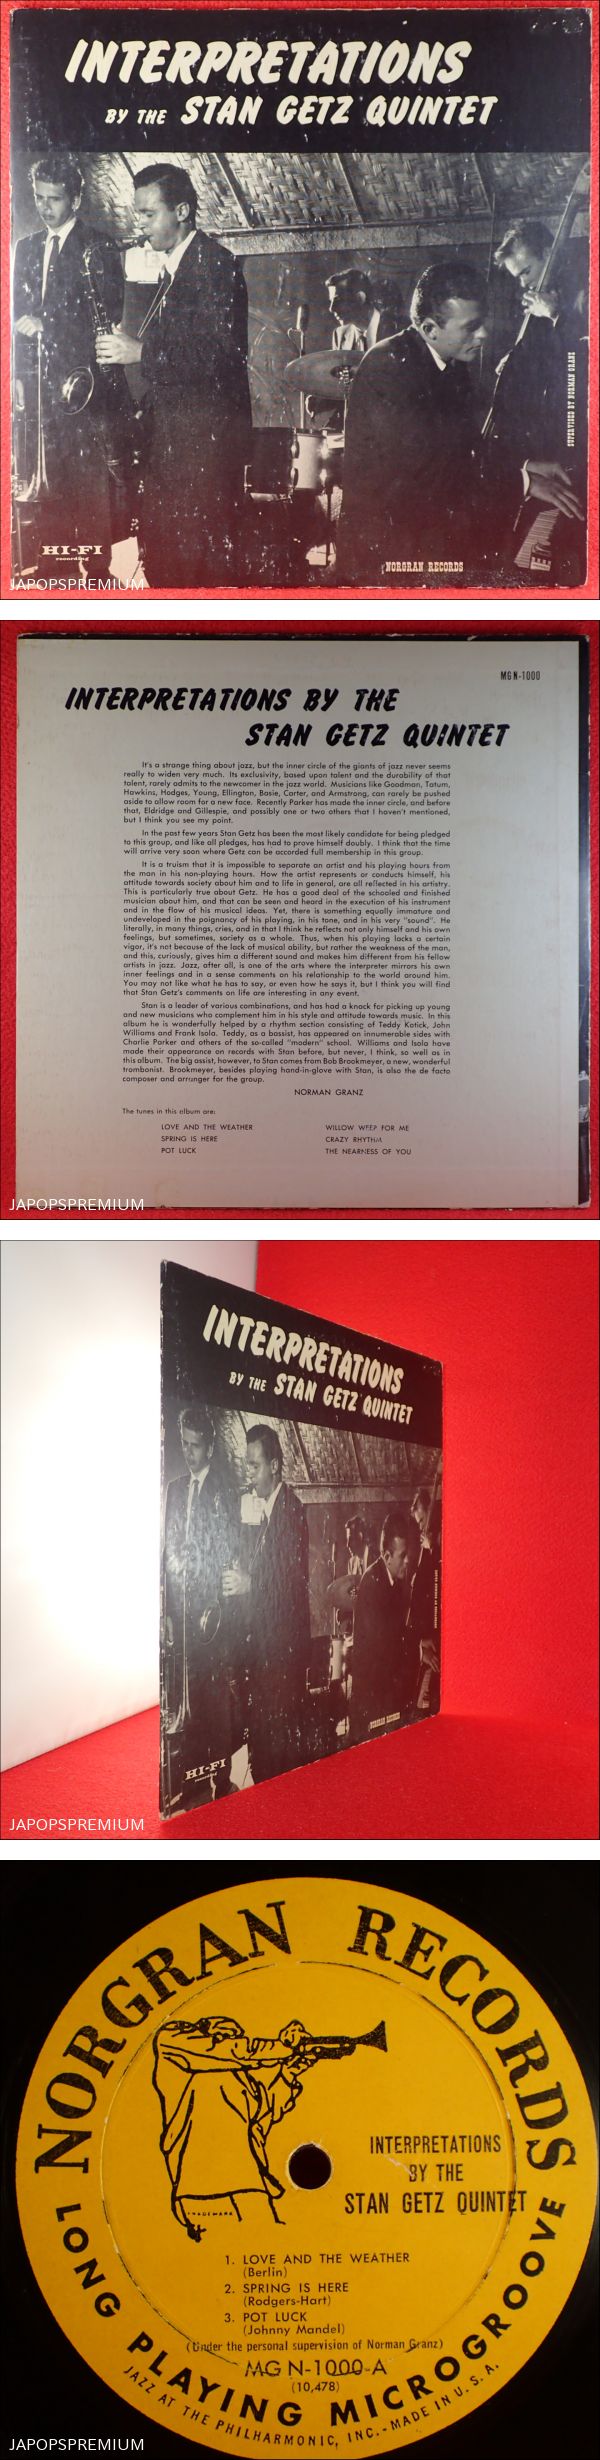 INTERPRETATIONS
BY THE STAN GETZ QUINTET
SUPERVISED BY NORMAN GRANZ
HI-FI
recording
NORGRAN RECORDS
JAPOPSPREMIUM
MG N-1000
INTERPRETATIONS BY THE
STAN GETZ QUINTET
It's a strange thing about jazz, but the inner circle of the giants of jazz never seems
really to widen very much. Its exclusivity, based upon talent and the durability of that
talent, rarely admits to the newcomer in the jazz world. Musicians like Goodman, Tatum,
Hawkins, Hodges, Young, Ellington, Basie, Carter, and Armstrong, can rarely be pushed
aside to allow room for a new face. Recently Parker has made the inner circle, and before
that, Eldridge and Gillespie, and possibly one or two others that I haven't mentioned,
but I think you see my point.
In the past few years Stan Getz has been the most likely candidate for being pledged
to this group, and like all pledges, has had to prove himself doubly. I think that the time
will arrive very soon where Getz can be accorded full membership in this group.
It is a truism that it is impossible to separate an artist and his playing hours from
the man in his non-playing hours. How the artist represents or conducts himself, his
attitude towards society about him and to life in general, are all reflected in his artistry.
This is particularly true about Getz. He has a good deal of the schooled and finished
musician about him, and that can be seen and heard in the execution of his instrument
and in the flow of his musical ideas. Yet, there is something equally immature and
undeveloped in the poignancy of his playing, in his tone, and in his very "sound". He
literally, in many things, cries, and in that I think he reflects not only himself and his own
feelings, but sometimes, society as a whole. Thus, when his playing lacks a certain
vigor, it's not because of the lack of musical ability, but rather the weakness of the man,
and this, curiously, gives him a different sound and makes him different from his fellow
artists in jazz. Jazz, after all, is one of the arts where the interpreter mirrors his own
inner feelings and in a sense comments on his relationship to the world around him.
You may not like what he has to say, or even how he says it, but I think you will find
that Stan Getz's comments on life are interesting in any event.
Stan is a leader of various combinations, and has had a knack for picking up young
and new musicians who complement him in his style and attitude towards music. In this
album he is wonderfully helped by a rhythm section consisting of Teddy Kotick, John
Williams and Frank Isola. Teddy, as a bassist, has appeared on innumerable sides with
Charlie Parker and others of the so-called "modern" school. Williams and Isola have
made their appearance on records with Stan before, but never, I think, so well as in
this album. The big assist, however, to Stan comes from Bob Brookmeyer, a new, wonderful
trombonist. Brookmeyer, besides playing hand-in-glove with Stan, is also the de facto
composer and arranger for the group.
NORMAN GRANZ
The tunes in this album are:
LOVE AND THE WEATHER
SPRING IS HERE
POT LUCK
WILLOW WEEP FOR ME
CRAZY RHYTHM
THE NEARNESS OF YOU
JAPOPSPREMIUM
INTERPRETATIONS
BY THE STAN GETZ QUINTET
SUPERVISED BY NORMAN GRANZ
NORGRAN RECORDS
HI-FI
recording
JAPOPSPREMIUM
NORGRAN RECORDS
TRADEMARK
INTERPRETATIONS
BY THE
STAN GETZ QUINTET
1. LOVE AND THE WEATHER
(Berlin)
2. SPRING IS HERE
(Rodgers-Hart)
3. POT LUCK
(Johnny Mandel)
(Under the personal supervision of Norman Granz)
MG N-1000-A
(10,478)
LONG PLAYING MICROGROOVE
JAZZ AT THE PHILHARMONIC, INC.-MADE IN U.S.A.
JAPOPSPREMIUM